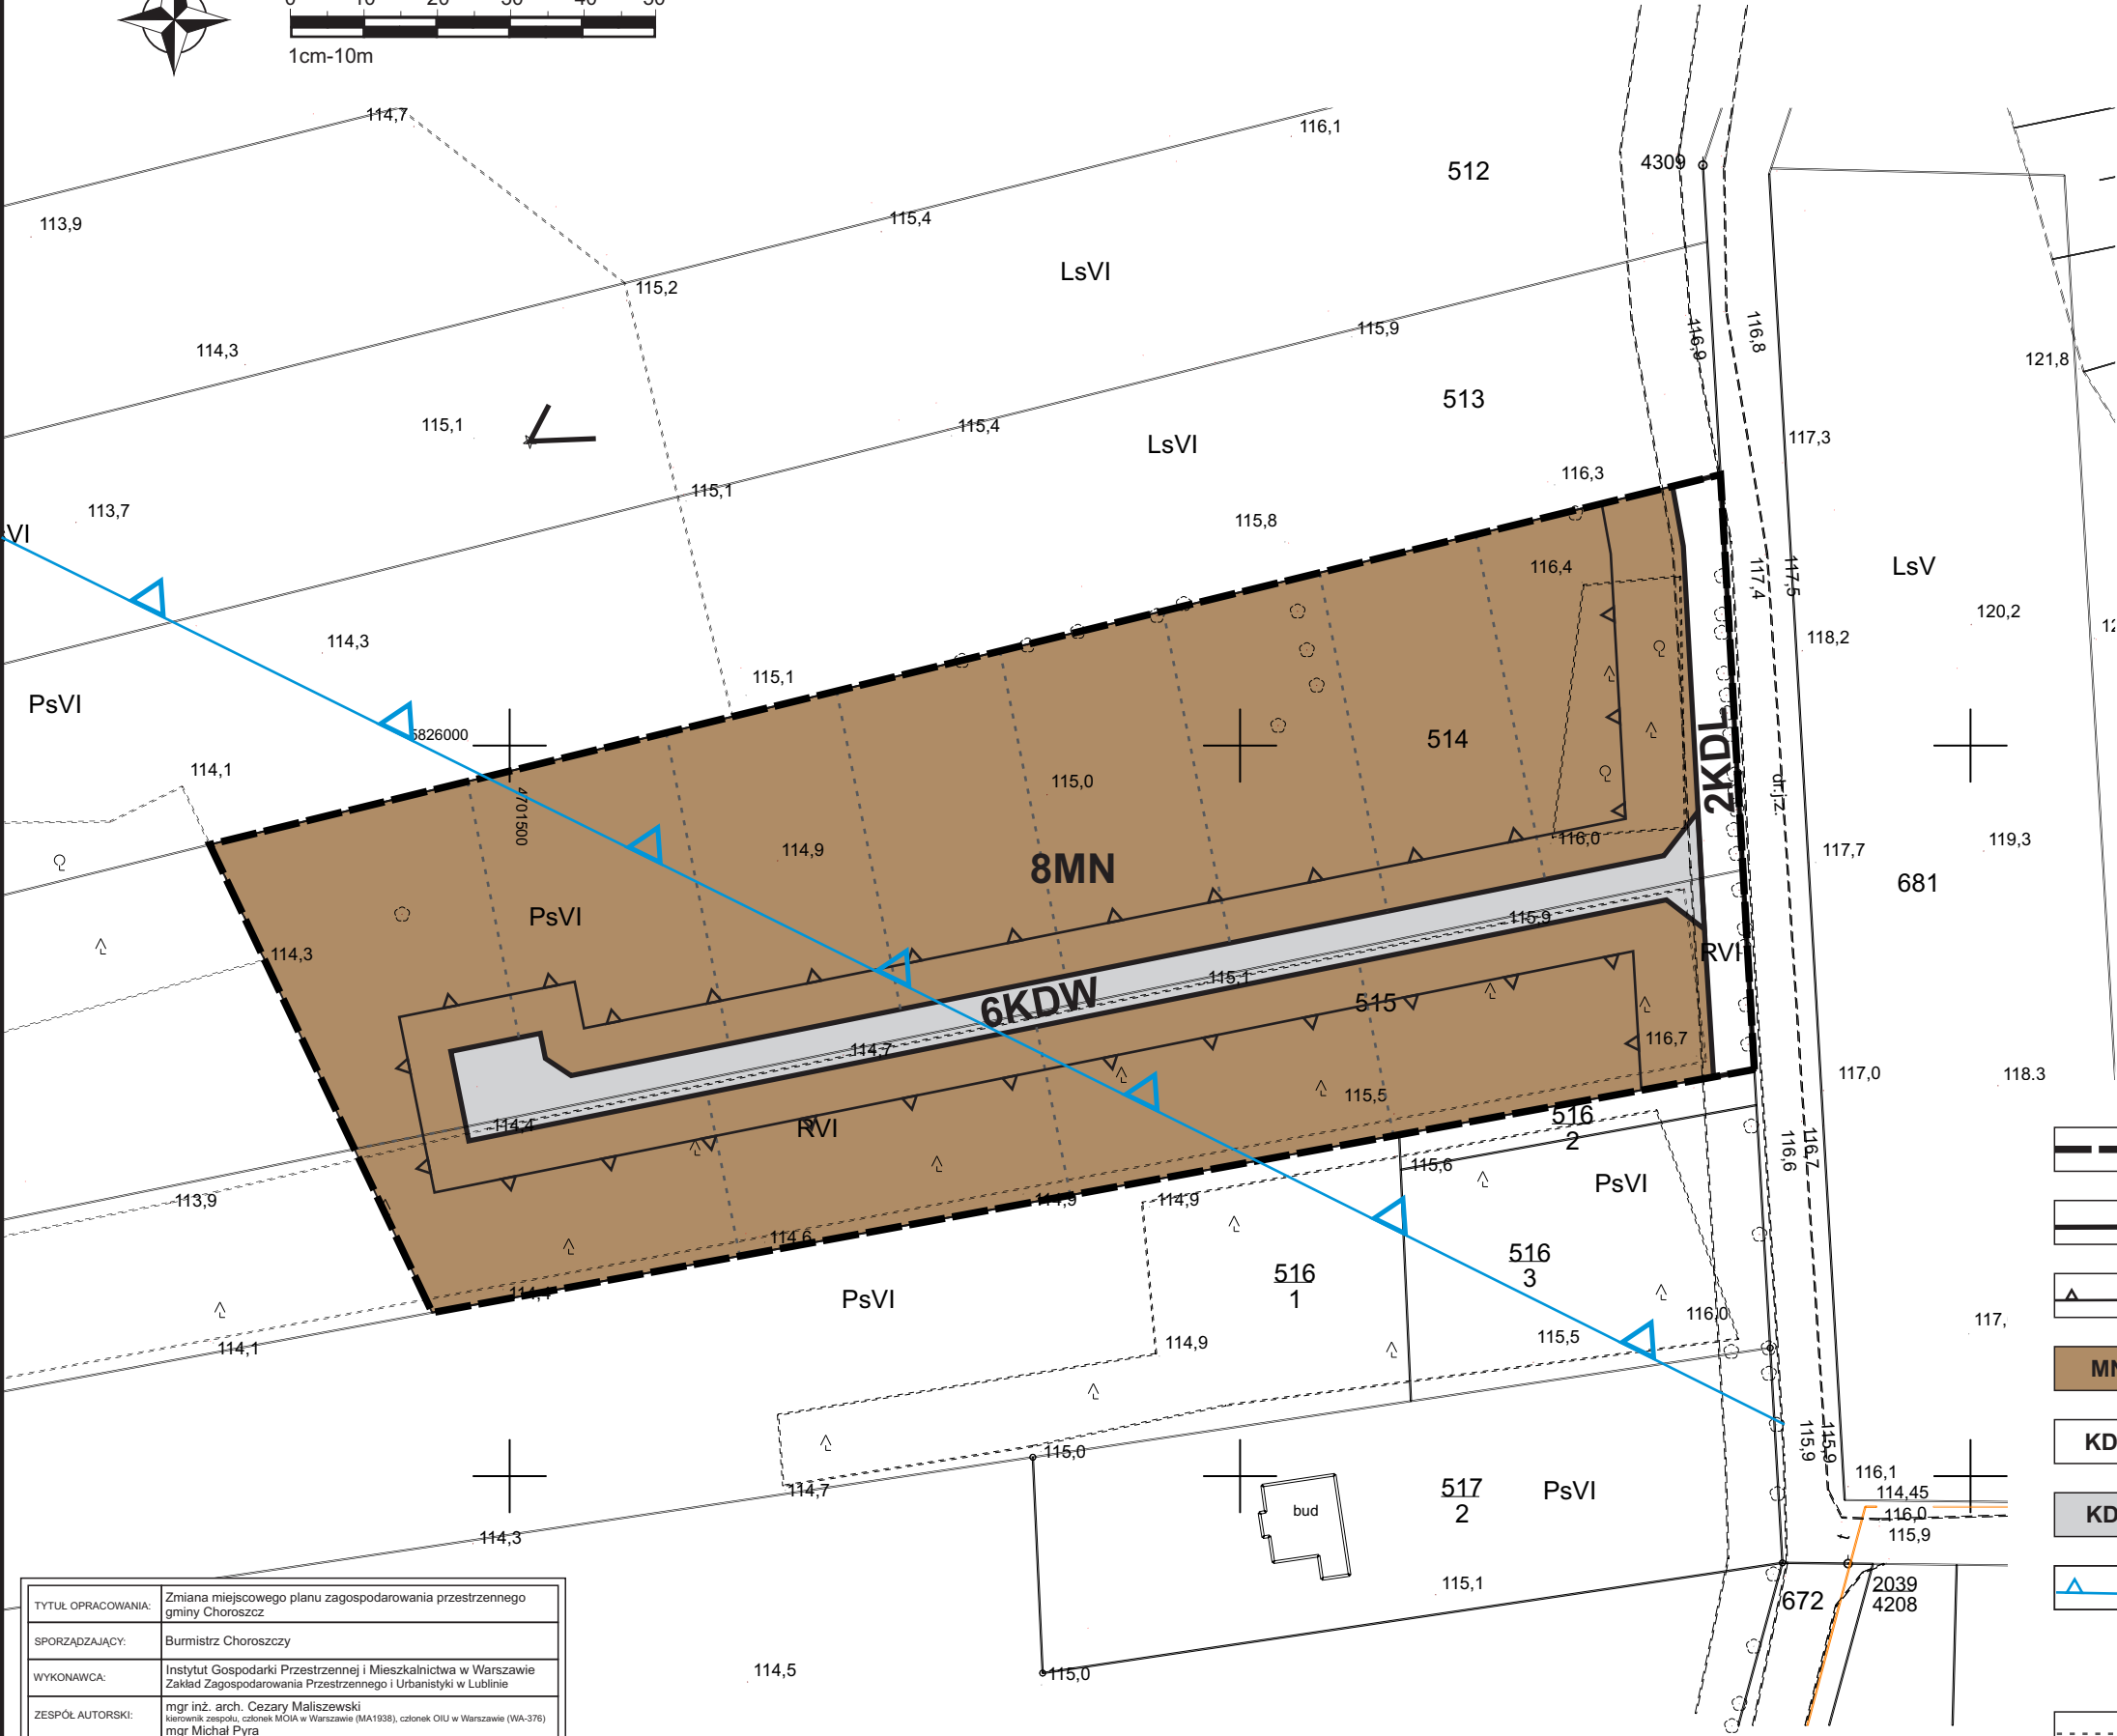 0 10 20 30 40 50
1cm-10m
114,7
116,1
512
4309
113,9
115,4
LsVI
115,2
115,9
116,9
116,8
114,3
121,8
513
115,1
115,4
LsVI
117,3
116,3
115,1
113,7
115,8
VI
116,4
117,4
117,5
LsV
120,2
114,3
118,2
115,1
PsVI
5826000
514
2KDL
114,1
115,0
dr.jz.
4701500
116,0
119,3
114,9
117,7
8MN
681
PsVI
115,9
114,3
RVI
115,1
6KDW
515
116,7
114,7
117,0
118.3
115,5
516
2
114,4
RVI
116,6
116,7
115,6
PsVI
113,9
114,9
114,9
114,6
516
3
516
1
114,1
PsVI
116,0
117,
115,5
114,1
114,9
MN
KD
115,9
115,9
115,0
116,1
114,45
114,7
517
2
PsVI
116,0
KD
bud
115,9
t
114,3
115,1
672
2039
4208
114,5
115,0
TYTUŁ OPRACOWANIA: Zmiana miejscowego planu zagospodarowania przestrzennego
gminy Choroszcz
SPORZĄDZAJĄCY: Burmistrz Choroszczy
WYKONAWCA: Instytut Gospodarki Przestrzennej i Mieszkalnictwa w Warszawie
Zakład Zagospodarowania Przestrzennego i Urbanistyki w Lublinie
ZESPÓŁ AUTORSKI: mgr inż. arch. Cezary Maliszewski
kierownik zespołu, członek MOIA w Warszawie (MA1938), członek OIU w Warszawie (WA-376)
mgr Michał Pyra